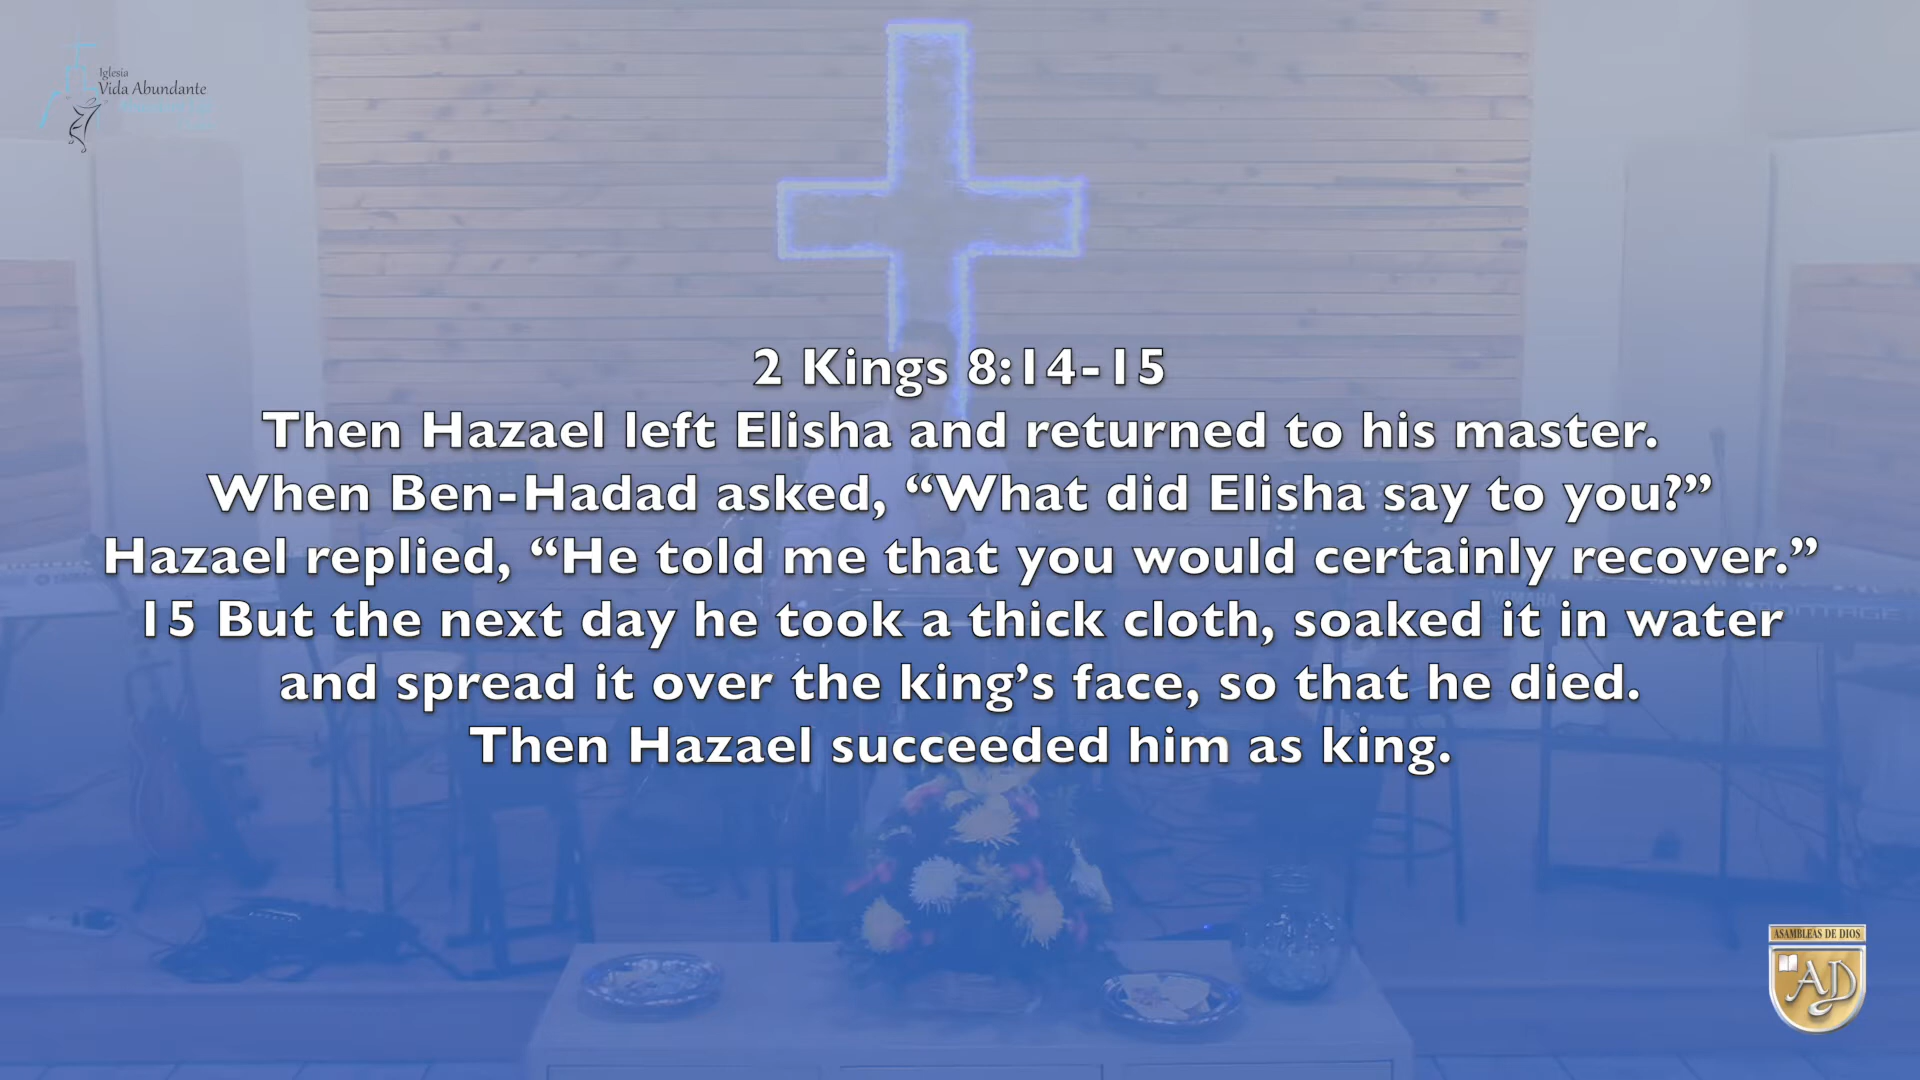 Iglesia
Vida Abundante
2 Kings 8:14-15
Then Hazael left Elisha and returned to his master.
When Ben-Hadad asked, “What did Elisha say to you?”
Hazael replied, “He told me that you would certainly recover.”
15 But the next day he took a thick cloth, soaked it in water
and spread it over the king’s face, so that he died.
Then Hazael succeeded him as king.
ASAMBLEAS DE DIOS
AD